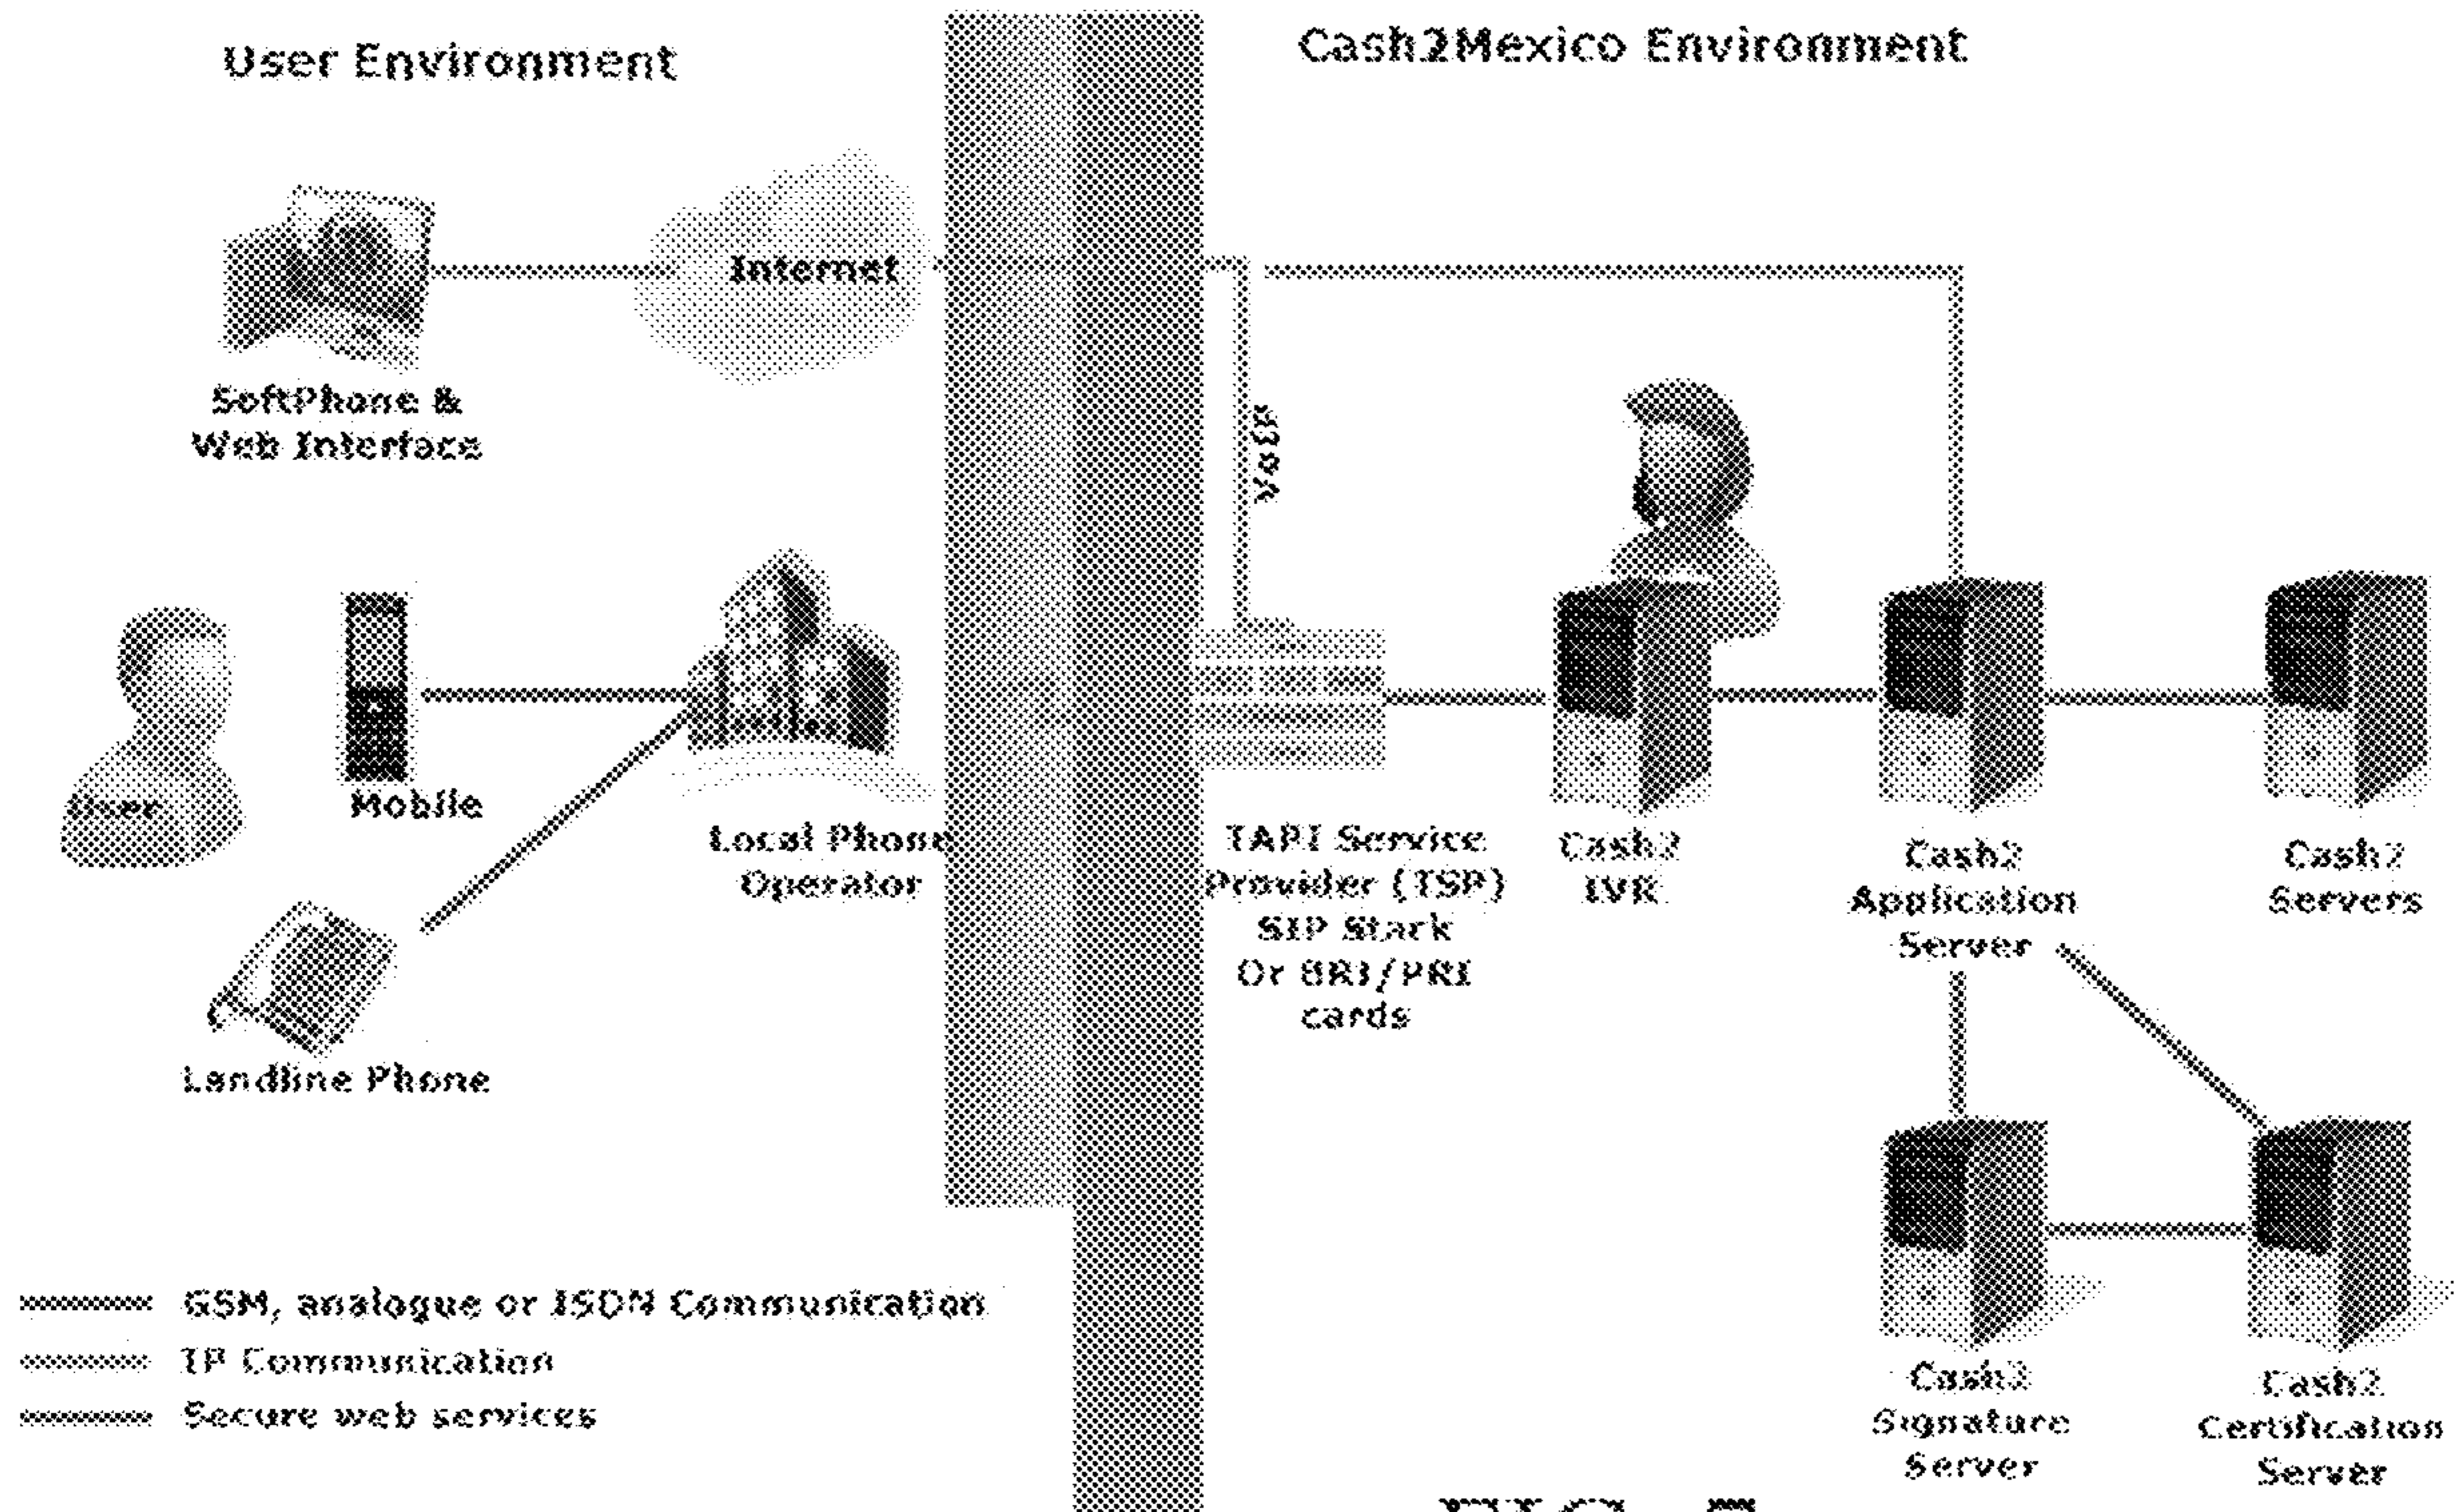 User Environment
Cash2Mexico Environment
Internet
SoftPhone &
Web Interface
VoIP
User
Mobile
Local Phone
Operator
Landline Phone
TAPI Service
Provider (TSP)
SIP Stack
Or BRI/PRI
cards
Cash2
IVR
Cash2
Application
Server
Cash2
Servers
GSM, analogue or ISDN Communication
IP Communication
Secure web services
Cash2
Signature
Server
Cash2
Certification
Server